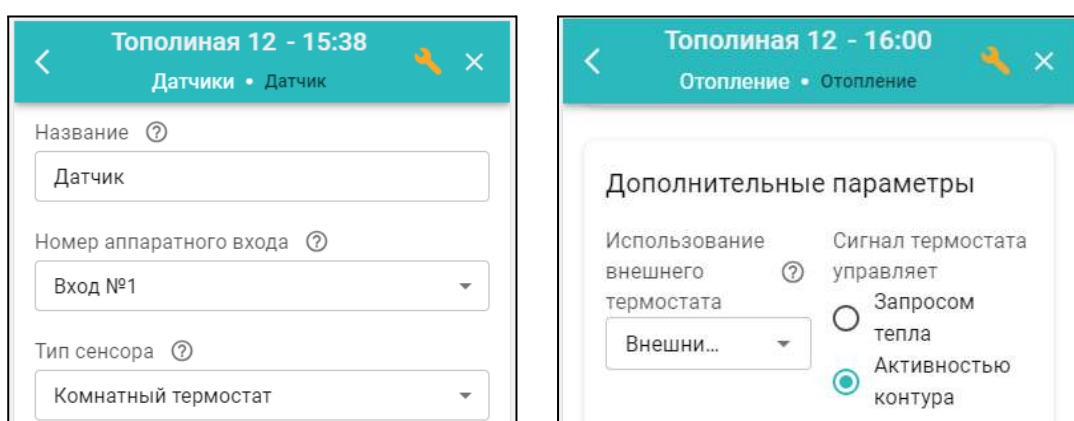 Тополиная 12 - 15:38
Датчики • Датчик
Название
Датчик
Номер аппаратного входа
Вход №1
Тип сенсора
Комнатный термостат
Тополиная 12 - 16:00
Отопление • Отопление
Дополнительные параметры
Использование
внешнего
термостата
Внешни...
Сигнал термостата
управляет
Запросом
тепла
Активностью
контура